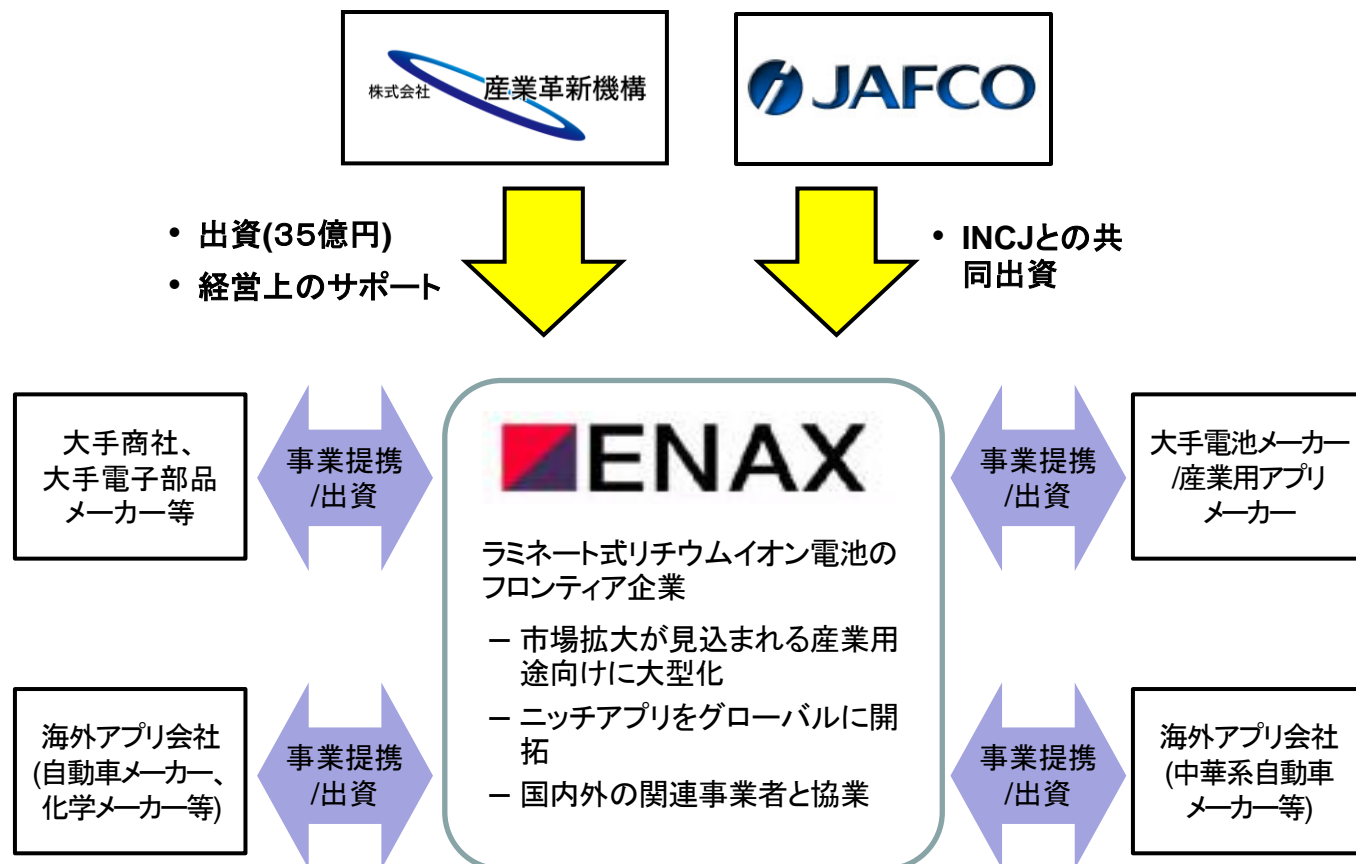 株式会社 産業革新機構
JAFCO
• 出資(35億円)
• 経営上のサポート
• INCJとの共
同出資
大手商社、
大手電子部品
メーカー等
事業提携
/出資
ENAX
事業提携
/出資
大手電池メーカー
/産業用アプリ
メーカー
ラミネート式リチウムイオン電池の
フロンティア企業
– 市場拡大が見込まれる産業用
途向けに大型化
– ニッチアプリをグローバルに開
拓
– 国内外の関連事業者と協業
海外アプリ会社
(自動車メーカー、
化学メーカー等)
事業提携
/出資
事業提携
/出資
海外アプリ会社
(中華系自動車
メーカー等)